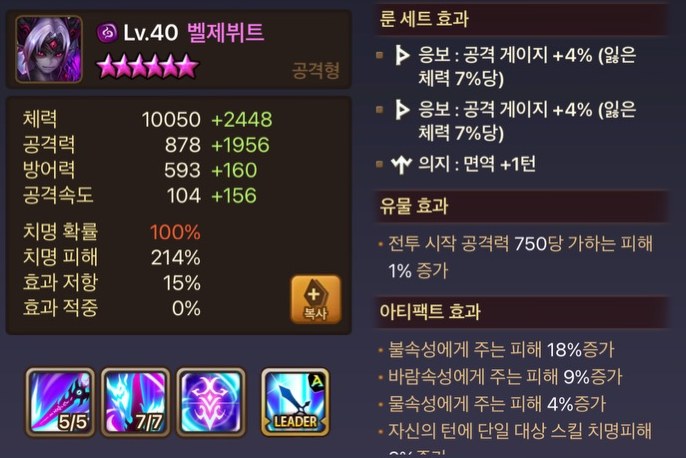 Lv.40 벨제뷔트
공격형
체력 10050 +2448
공격력 878 +1956
방어력 593 +160
공격속도 104 +156
치명 확률 100%
치명 피해 214%
효과 저항 15%
효과 적중 0%
복사
5/5
7/7
A
LEADER
룬 세트 효과
응보 : 공격 게이지 +4% (잃은
체력 7%당)
응보 : 공격 게이지 +4% (잃은
체력 7%당)
의지 : 면역 +1턴
유물 효과
전투 시작 공격력 750당 가하는 피해
1% 증가
아티팩트 효과
불속성에게 주는 피해 18%증가
바람속성에게 주는 피해 9%증가
물속성에게 주는 피해 4%증가
자신의 턴에 단일 대상 스킬 치명피해